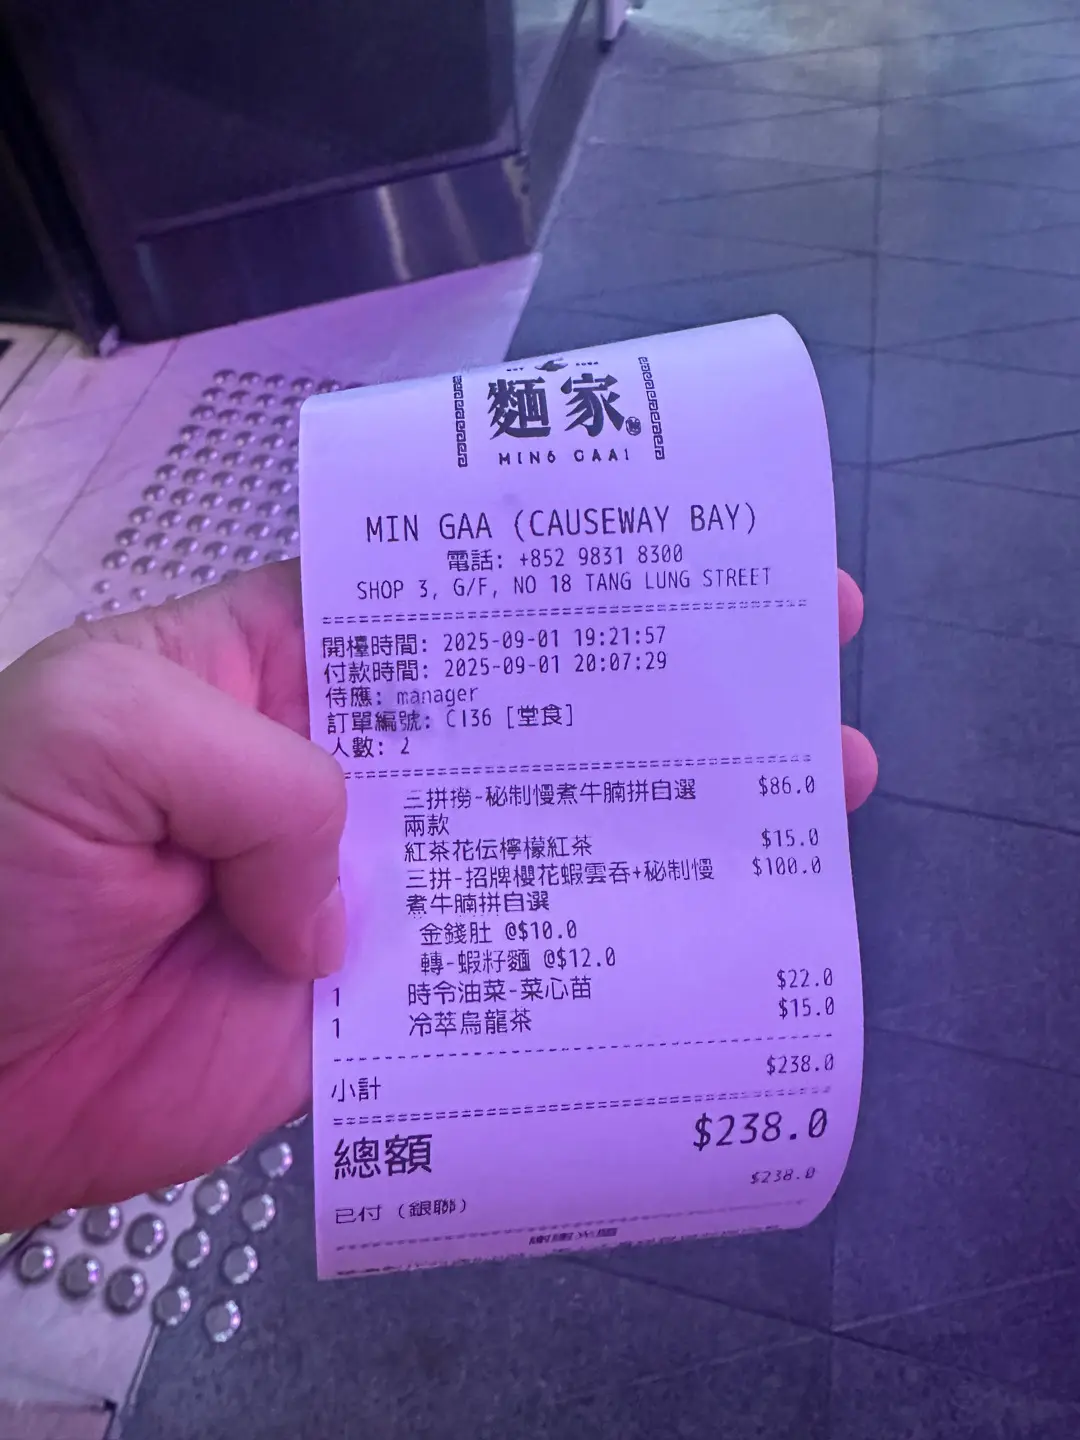 麵家
MIN GAA (CAUSEWAY BAY)
電話: +852 9831 8300
SHOP 3, G/F, NO 18 TANG LUNG STREET
開檯時間: 2025-09-01 19:21:57
付款時間: 2025-09-01 20:07:29
侍應: manager
訂單編號: C136 [堂食]
人數: 2
三拼撈-秘制慢煮牛腩拼自選 $86.0
兩款
紅茶花伝檸檬紅茶 $15.0
三拼-招牌櫻花蝦雲吞+秘制慢 $100.0
煮牛腩拼自選
金錢肚 @$10.0
轉-蝦籽麵 @$12.0
1 時令油菜-菜心苗 $22.0
1 冷萃烏龍茶 $15.0
小計 $238.0
總額 $238.0
已付 (銀聯) $238.0